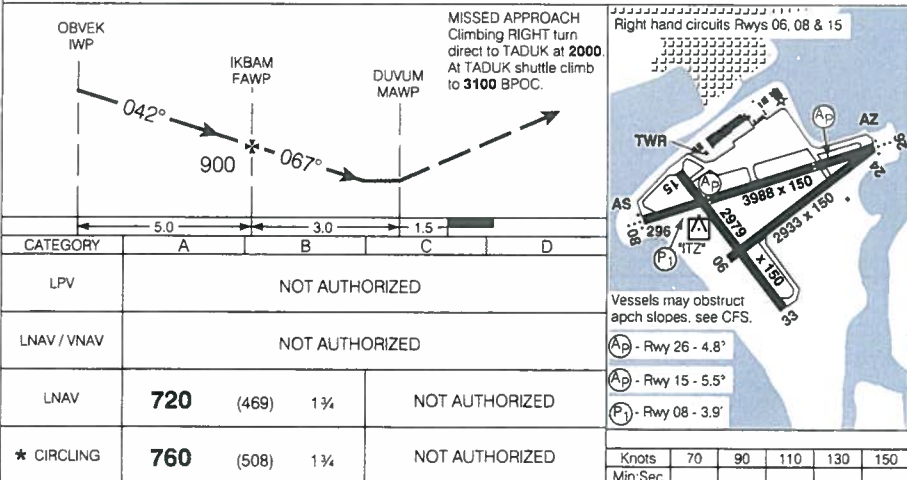 OBVEK
IWP
IKBAM
FAWP
DUVUM
MAWP
MISSED APPROACH
Climbing RIGHT turn
direct to TADUK at 2000.
At TADUK shuttle climb
to 3100 BPOC.
042°
900
067°
5.0
3.0
1.5
CATEGORY A B C D
LPV NOT AUTHORIZED
LNAV / VNAV NOT AUTHORIZED
LNAV 720 (469) 1¾ NOT AUTHORIZED
* CIRCLING 760 (508) 1¾ NOT AUTHORIZED
Right hand circuits Rwys 06, 08 & 15
TWR
Ap
AZ
26
24
15
Ap
3988 x 150
AS
08
296
2979 x 150
2933 x 150
P1
"ITZ"
06
33
Vessels may obstruct
apch slopes, see CFS.
Ap - Rwy 26 - 4.8°
Ap - Rwy 15 - 5.5°
P1 - Rwy 08 - 3.9°
Knots 70 90 110 130 150
Min:Sec